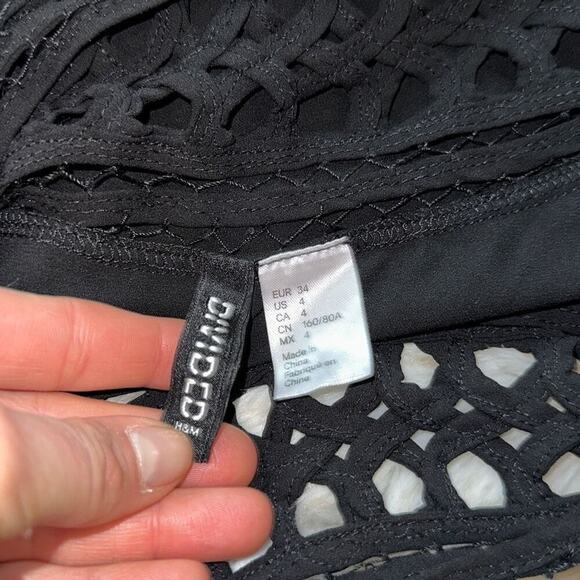 DIVIDED
H&M
EUR 34
US 4
CA 4
CN 160/80A
MX 4
Made in
China
Fabriqué en
Chine